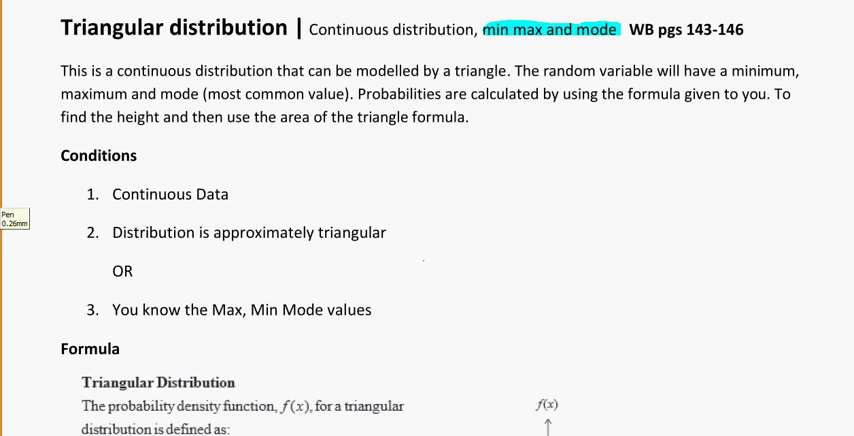 Triangular distribution | Continuous distribution, min max and mode WB pgs 143-146
This is a continuous distribution that can be modelled by a triangle. The random variable will have a minimum,
maximum and mode (most common value). Probabilities are calculated by using the formula given to you. To
find the height and then use the area of the triangle formula.
Conditions
1. Continuous Data
Pen
0.26mm
2. Distribution is approximately triangular
OR
3. You know the Max, Min Mode values
Formula
Triangular Distribution
The probability density function, f(x), for a triangular
distribution is defined as:
f(x)